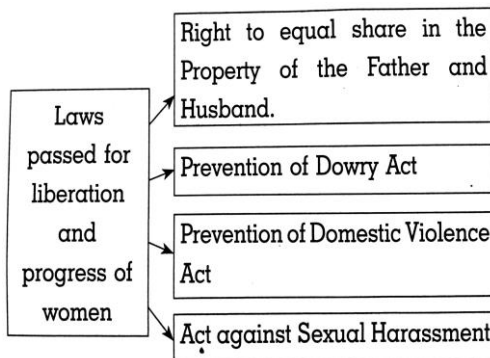 Laws
passed for
liberation
and
progress of
women
Right to equal share in the
Property of the Father and
Husband.
Prevention of Dowry Act
Prevention of Domestic Violence
Act
Act against Sexual Harassment